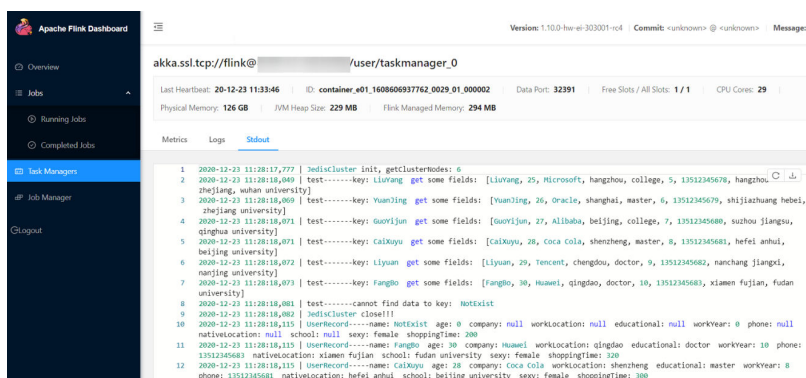 Apache Flink Dashboard
Version: 1.10.0-hw-ei-303001-rc4 | Commit: <unknown> @ <unknown> | Message:
Overview
Jobs
Running Jobs
Completed Jobs
Task Managers
Job Manager
Logout
akka.ssl.tcp://flink@ /user/taskmanager_0
Last Heartbeat: 20-12-23 11:33:46 ID: container_e01_1608606937762_0029_01_000002 Data Port: 32391 Free Slots / All Slots: 1 / 1 CPU Cores: 29
Physical Memory: 126 GB JVM Heap Size: 229 MB Flink Managed Memory: 294 MB
Metrics Logs Stdout
1 2020-12-23 11:28:17,777 | JedisCluster init, getClusterNodes: 6
2 2020-12-23 11:28:18,049 | test-------key: LiuYang get some fields: [LiuYang, 25, Microsoft, hangzhou, college, 5, 13512345678, hangzhou
zhejiang, wuhan university]
3 2020-12-23 11:28:18,069 | test-------key: YuanJing get some fields: [YuanJing, 26, Oracle, shanghai, master, 6, 13512345679, shijiazhuang hebei,
zhejiang university]
4 2020-12-23 11:28:18,071 | test-------key: GuoYijun get some fields: [GuoYijun, 27, Alibaba, beijing, college, 7, 13512345680, suzhou jiangsu,
qinghua university]
5 2020-12-23 11:28:18,071 | test-------key: CaiXuyu get some fields: [CaiXuyu, 28, Coca Cola, shenzheng, master, 8, 13512345681, hefei anhui,
beijing university]
6 2020-12-23 11:28:18,072 | test-------key: Liyuan get some fields: [Liyuan, 29, Tencent, chengdou, doctor, 9, 13512345682, nanchang jiangxi,
nanjing university]
7 2020-12-23 11:28:18,073 | test-------key: FangBo get some fields: [FangBo, 30, Huawei, qingdao, doctor, 10, 13512345683, xiamen fujian, fudan
university]
8 2020-12-23 11:28:18,081 | test-------cannot find data to key: NotExist
9 2020-12-23 11:28:18,082 | JedisCluster close!!!
10 2020-12-23 11:28:18,115 | UserRecord-----name: NotExist age: 0 company: null workLocation: null educational: null workYear: 0 phone: null
nativeLocation: null school: null sexy: female shoppingTime: 200
11 2020-12-23 11:28:18,115 | UserRecord-----name: FangBo age: 30 company: Huawei workLocation: qingdao educational: doctor workYear: 10 phone:
13512345683 nativeLocation: xiamen fujian school: fudan university sexy: female shoppingTime: 320
12 2020-12-23 11:28:18,115 | UserRecord-----name: CaiXuyu age: 28 company: Coca Cola workLocation: shenzheng educational: master workYear: 8
phone: 13512345681 nativeLocation: hefei anhui school: beijing university sexy: female shoppingTime: 300